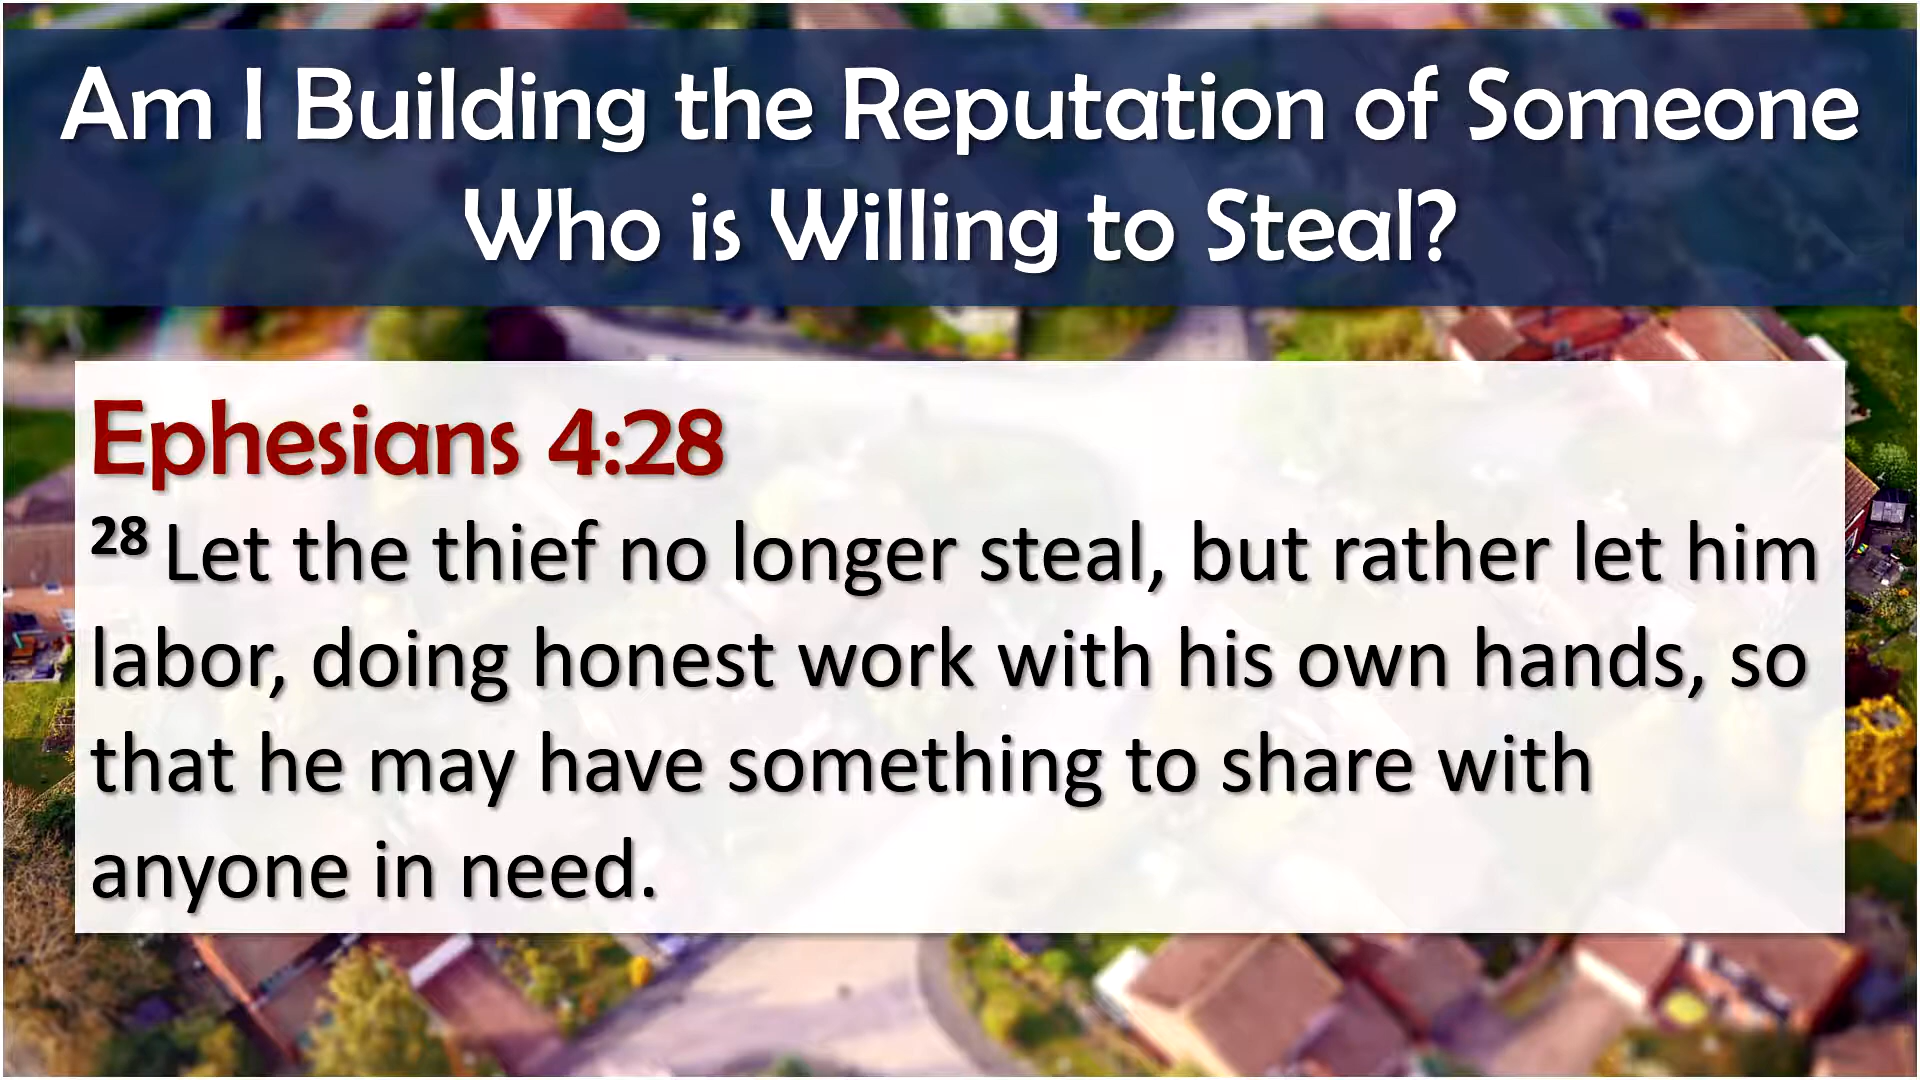 Am I Building the Reputation of Someone
Who is Willing to Steal?
Ephesians 4:28
28 Let the thief no longer steal, but rather let him
labor, doing honest work with his own hands, so
that he may have something to share with
anyone in need.